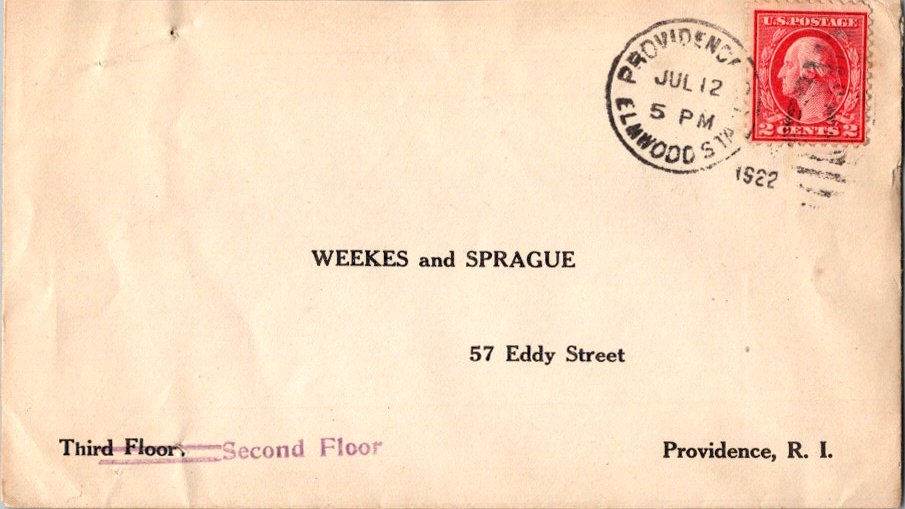 U.S. POSTAGE
2 CENTS 2
PROVIDENCE
JUL 12
5 PM
ELMWOOD STA
1922
WEEKES and SPRAGUE
57 Eddy Street
Third Floor, Second Floor
Providence, R. I.